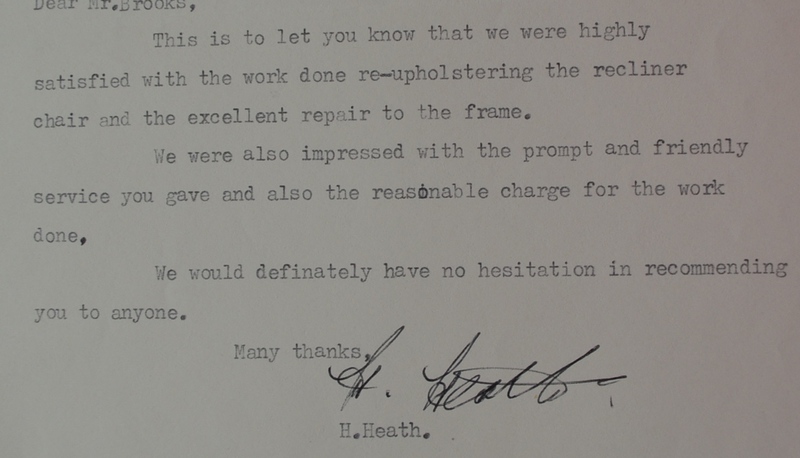 Dear Mr.Brooks,
This is to let you know that we were highly
satisfied with the work done re-upholstering the recliner
chair and the excellent repair to the frame.
We were also impressed with the prompt and friendly
service you gave and also the reasonable charge for the work
done,
We would definately have no hesitation in recommending
you to anyone.
Many thanks,
H. Heath
H.Heath.